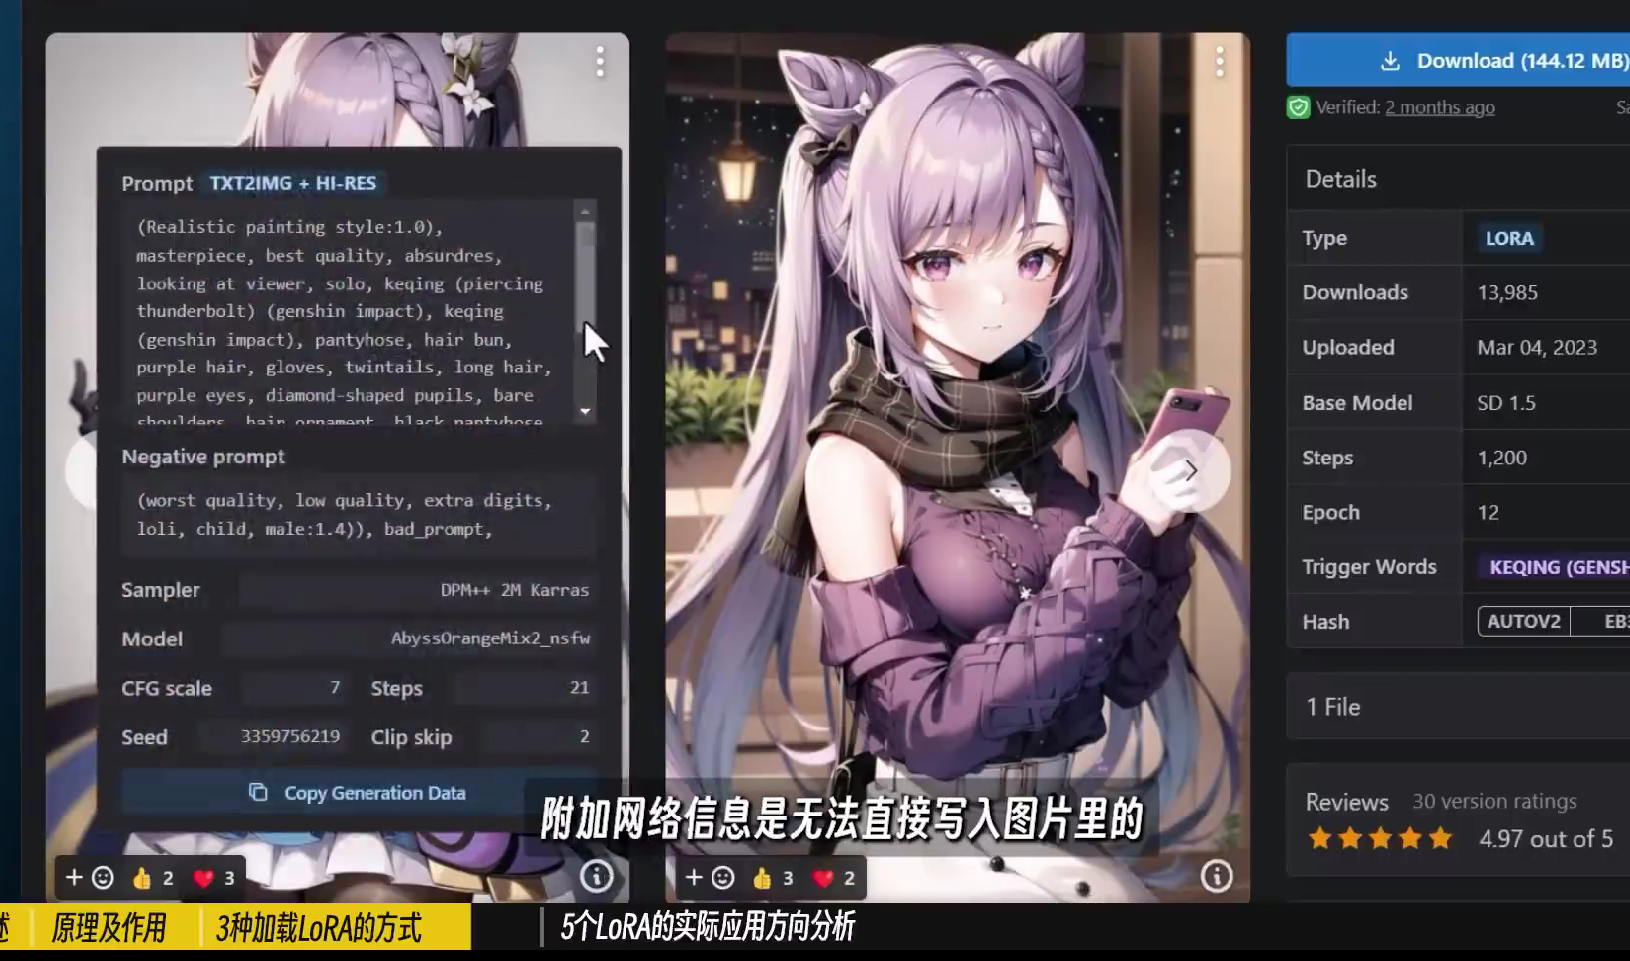 Prompt TXT2IMG + HI-RES
(Realistic painting style:1.0),
masterpiece, best quality, absurdres,
looking at viewer, solo, keqing (piercing
thunderbolt) (genshin impact), keqing
(genshin impact), pantyhose, hair bun,
purple hair, gloves, twintails, long hair,
purple eyes, diamond-shaped pupils, bare
shoulders, hair ornament, black pantyhose,
Negative prompt
(worst quality, low quality, extra digits,
loli, child, male:1.4)), bad_prompt,
Sampler DPM++ 2M Karras
Model AbyssOrangeMix2_nsfw
CFG scale 7 Steps 21
Seed 3359756219 Clip skip 2
Copy Generation Data
2 3
3 2
Download (144.12 MB)
Verified: 2 months ago
Details
Type LORA
Downloads 13,985
Uploaded Mar 04, 2023
Base Model SD 1.5
Steps 1,200
Epoch 12
Trigger Words KEQING (GENSH
Hash AUTOV2
1 File
Reviews 30 version ratings
4.97 out of 5
附加网络信息是无法直接写入图片里的
原理及作用 3种加载LoRA的方式 5个LoRA的实际应用方向分析